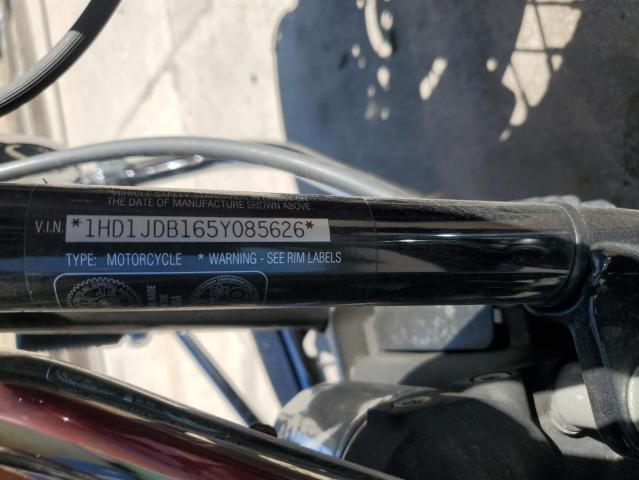 THE DATE OF MANUFACTURE SHOWN ABOVE.
V.I.N. *1HD1JDB165Y085626*
TYPE: MOTORCYCLE * WARNING - SEE RIM LABELS